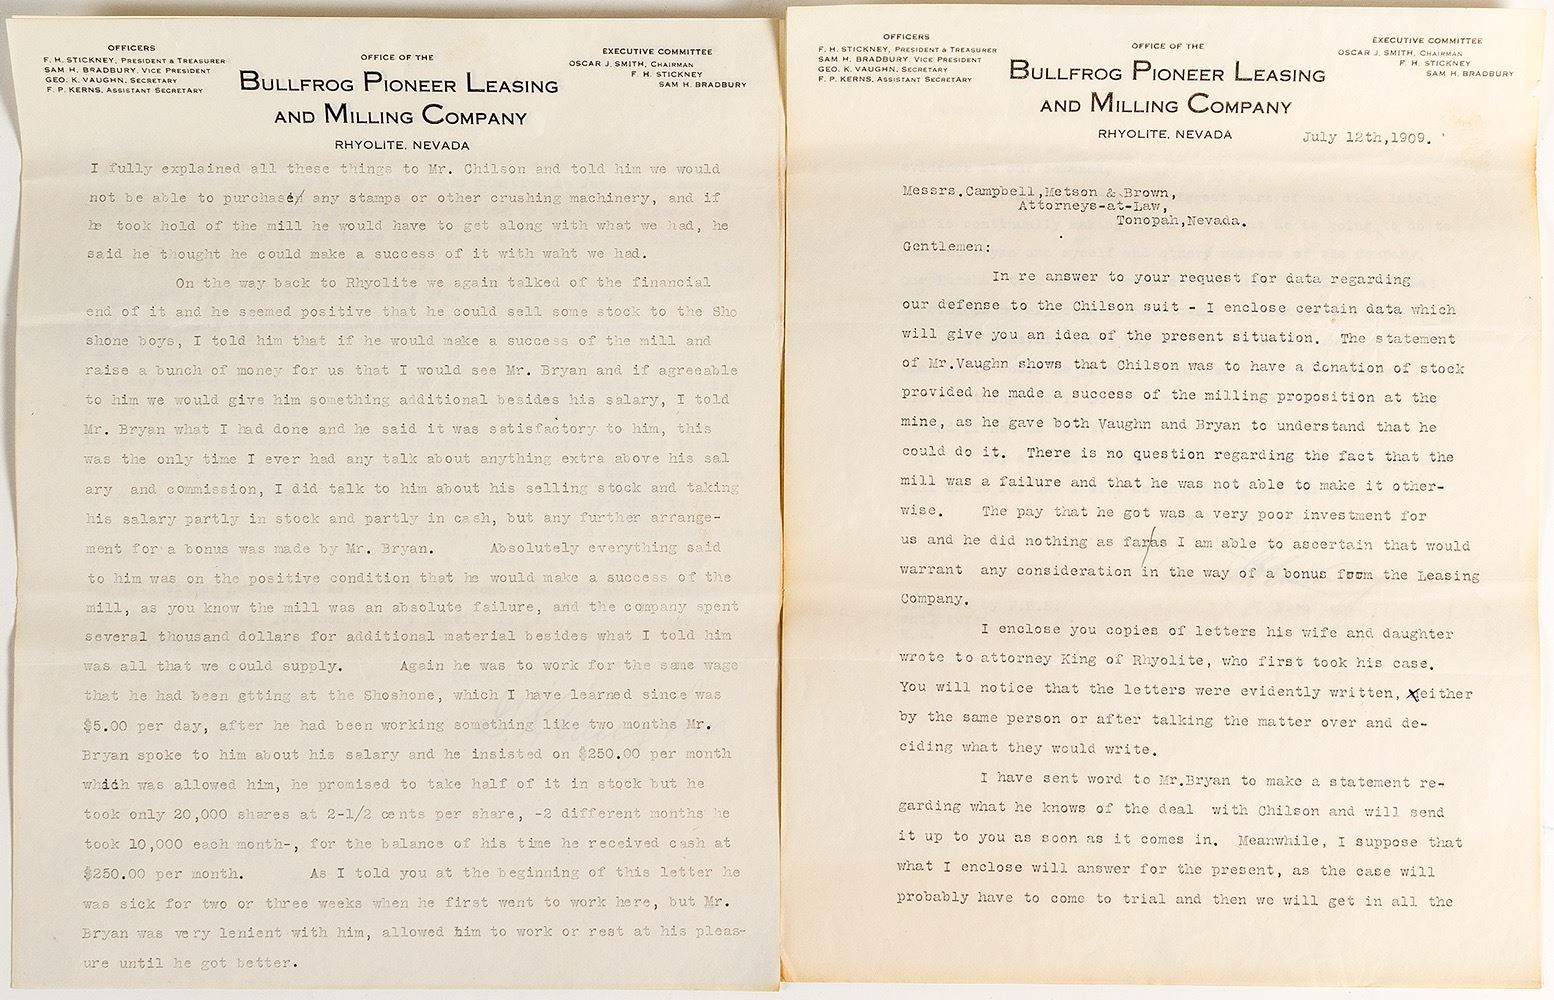 OFFICERS
F. H. STICKNEY, PRESIDENT & TREASURER
SAM H. BRADBURY, VICE PRESIDENT
GEO. K. VAUGHN, SECRETARY
F. P. KERNS, ASSISTANT SECRETARY
OFFICE OF THE
BULLFROG PIONEER LEASING
AND MILLING COMPANY
RHYOLITE, NEVADA
EXECUTIVE COMMITTEE
OSCAR J. SMITH, CHAIRMAN
F. H. STICKNEY
SAM H. BRADBURY
I fully explained all these things to Mr. Chilson and told him we would
not be able to purchase/ any stamps or other crushing machinery, and if
he took hold of the mill he would have to get along with what we had, he
said he thought he could make a success of it with waht we had.
On the way back to Rhyolite we again talked of the financial
end of it and he seemed positive that he could sell some stock to the Sho
shone boys, I told him that if he would make a success of the mill and
raise a bunch of money for us that I would see Mr. Bryan and if agreeable
to him we would give him something additional besides his salary, I told
Mr. Bryan what I had done and he said it was satisfactory to him, this
was the only time I ever had any talk about anything extra above his sal
ary and commission, I did talk to him about his selling stock and taking
his salary partly in stock and partly in cash, but any further arrange-
ment for a bonus was made by Mr. Bryan. Absolutely everything said
to him was on the positive condition that he would make a success of the
mill, as you know the mill was an absolute failure, and the company spent
several thousand dollars for additional material besides what I told him
was all that we could supply. Again he was to work for the same wage
that he had been gtting at the Shoshone, which I have learned since was
$5.00 per day, after he had been working something like two months Mr.
Bryan spoke to him about his salary and he insisted on $250.00 per month
which was allowed him, he promised to take half of it in stock but he
took only 20,000 shares at 2-1/2 cents per share, -2 different months he
took 10,000 each month-, for the balance of his time he received cash at
$250.00 per month. As I told you at the beginning of this letter he
was sick for two or three weeks when he first went to work here, but Mr.
Bryan was very lenient with him, allowed him to work or rest at his pleas-
ure until he got better.
OFFICERS
F. H. STICKNEY, PRESIDENT & TREASURER
SAM H. BRADBURY, VICE PRESIDENT
GEO. K. VAUGHN, SECRETARY
F. P. KERNS, ASSISTANT SECRETARY
OFFICE OF THE
BULLFROG PIONEER LEASING
AND MILLING COMPANY
RHYOLITE, NEVADA
EXECUTIVE COMMITTEE
OSCAR J. SMITH, CHAIRMAN
F. H. STICKNEY
SAM H. BRADBURY
July 12th,1909.
Messrs.Campbell,Metson & Brown,
Attorneys-at-Law,
Tonopah,Nevada.
Gentlemen:
In re answer to your request for data regarding
our defense to the Chilson suit - I enclose certain data which
will give you an idea of the present situation. The statement
of Mr.Vaughn shows that Chilson was to have a donation of stock
provided he made a success of the milling proposition at the
mine, as he gave both Vaughn and Bryan to understand that he
could do it. There is no question regarding the fact that the
mill was a failure and that he was not able to make it other-
wise. The pay that he got was a very poor investment for
us and he did nothing as far/as I am able to ascertain that would
warrant any consideration in the way of a bonus from the Leasing
Company.
I enclose you copies of letters his wife and daughter
wrote to attorney King of Rhyolite, who first took his case.
You will notice that the letters were evidently written, either
by the same person or after talking the matter over and de-
ciding what they would write.
I have sent word to Mr.Bryan to make a statement re-
garding what he knows of the deal with Chilson and will send
it up to you as soon as it comes in. Meanwhile, I suppose that
what I enclose will answer for the present, as the case will
probably have to come to trial and then we will get in all the